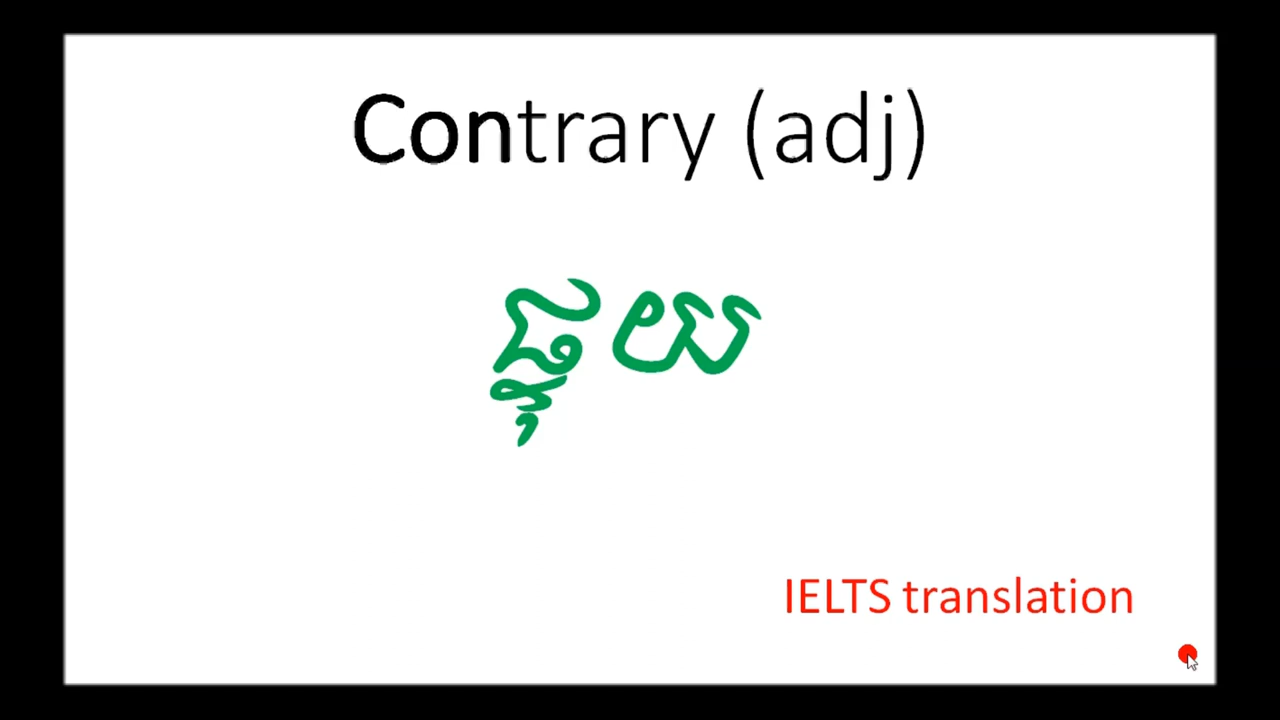 Contrary (adj)
ផ្ទុយ
IELTS translation